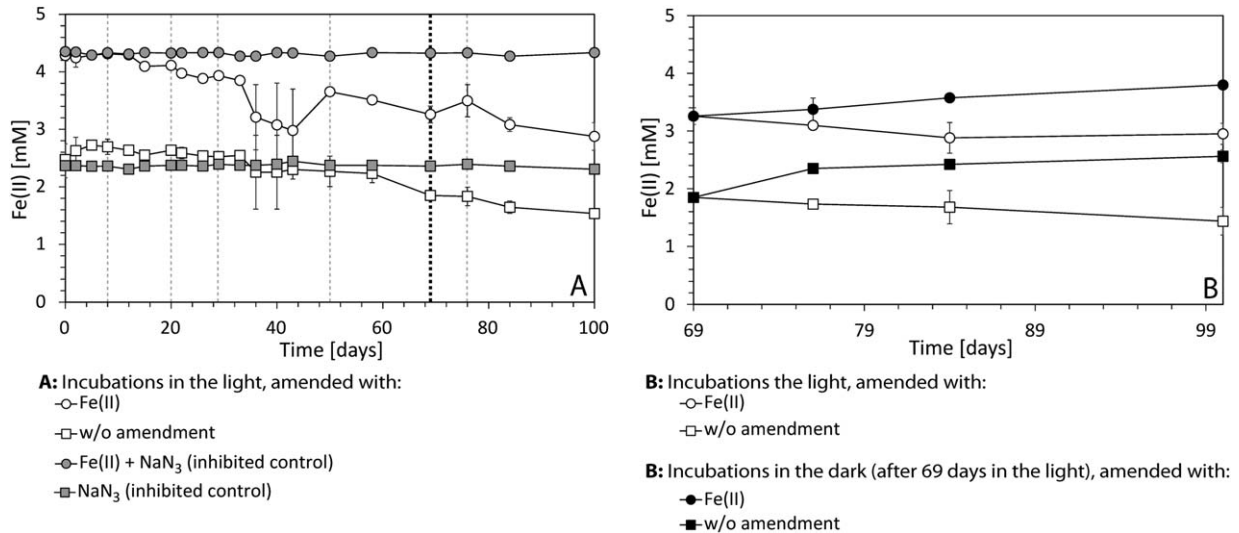 5
4
3
2
1
0
Fe(II) [mM]
0 20 40 60 80 100
Time [days]
A
A: Incubations in the light, amended with:
Fe(II)
w/o amendment
Fe(II) + NaN₃ (inhibited control)
NaN₃ (inhibited control)
5
4
3
2
1
0
Fe(II) [mM]
69 79 89 99
Time [days]
B
B: Incubations the light, amended with:
Fe(II)
w/o amendment
B: Incubations in the dark (after 69 days in the light), amended with:
Fe(II)
w/o amendment